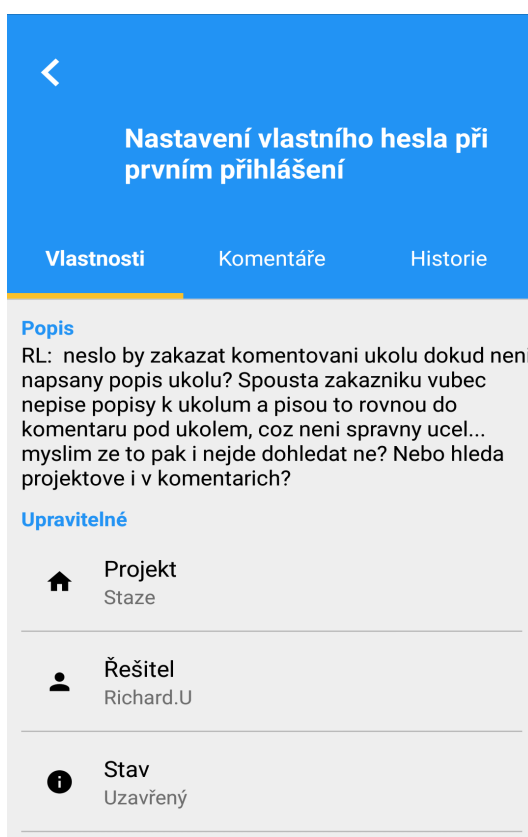 Nastavení vlastního hesla při
prvním přihlášení
Vlastnosti Komentáře Historie
Popis
RL:  neslo by zakazat komentovani ukolu dokud neni
napsany popis ukolu? Spousta zakazniku vubec
nepise popisy k ukolum a pisou to rovnou do
komentaru pod ukolem, coz neni spravny ucel...
myslim ze to pak i nejde dohledat ne? Nebo hleda
projektove i v komentarich?
Upravitelné
Projekt
Staze
Řešitel
Richard.U
Stav
Uzavřený